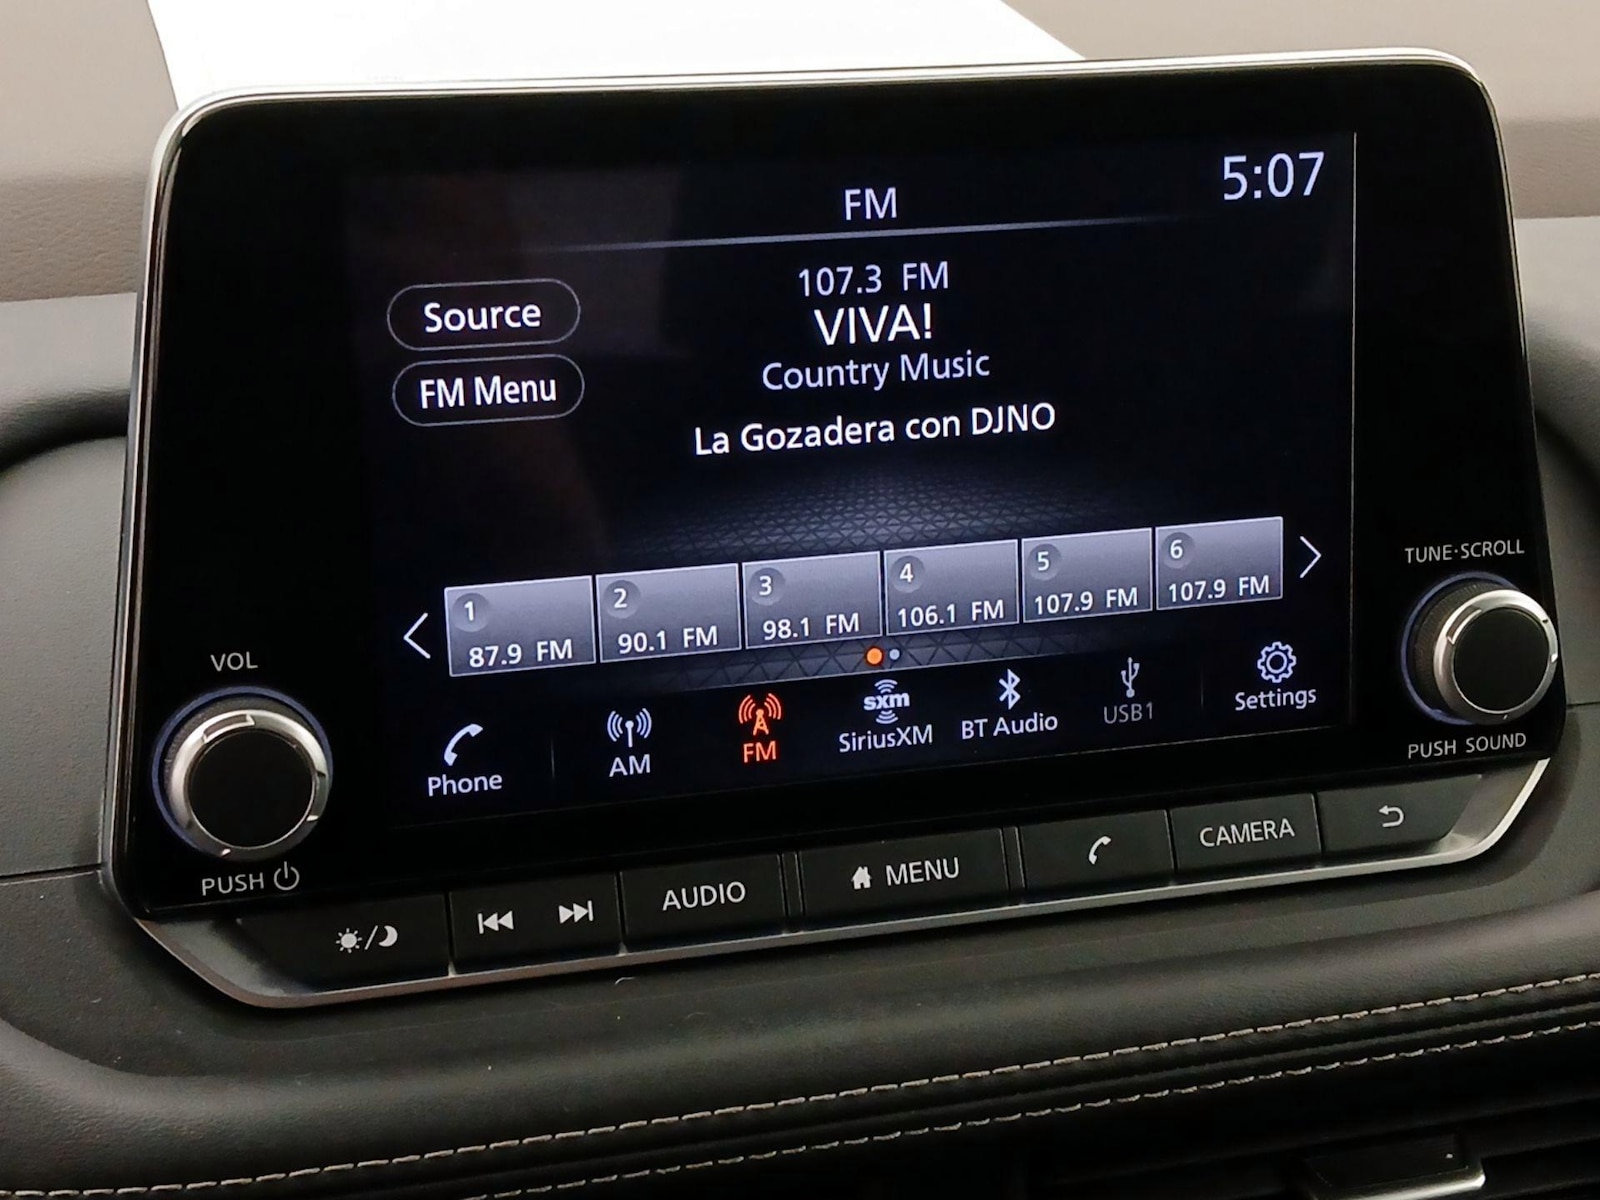 5:07
FM
107.3 FM
VIVA!
Country Music
La Gozadera con DJNO
Source
FM Menu
1
87.9 FM
2
90.1 FM
3
98.1 FM
4
106.1 FM
5
107.9 FM
6
107.9 FM
Phone
AM
FM
sxm
SiriusXM
BT Audio
USB1
Settings
VOL
PUSH
TUNE·SCROLL
PUSH SOUND
AUDIO
MENU
CAMERA